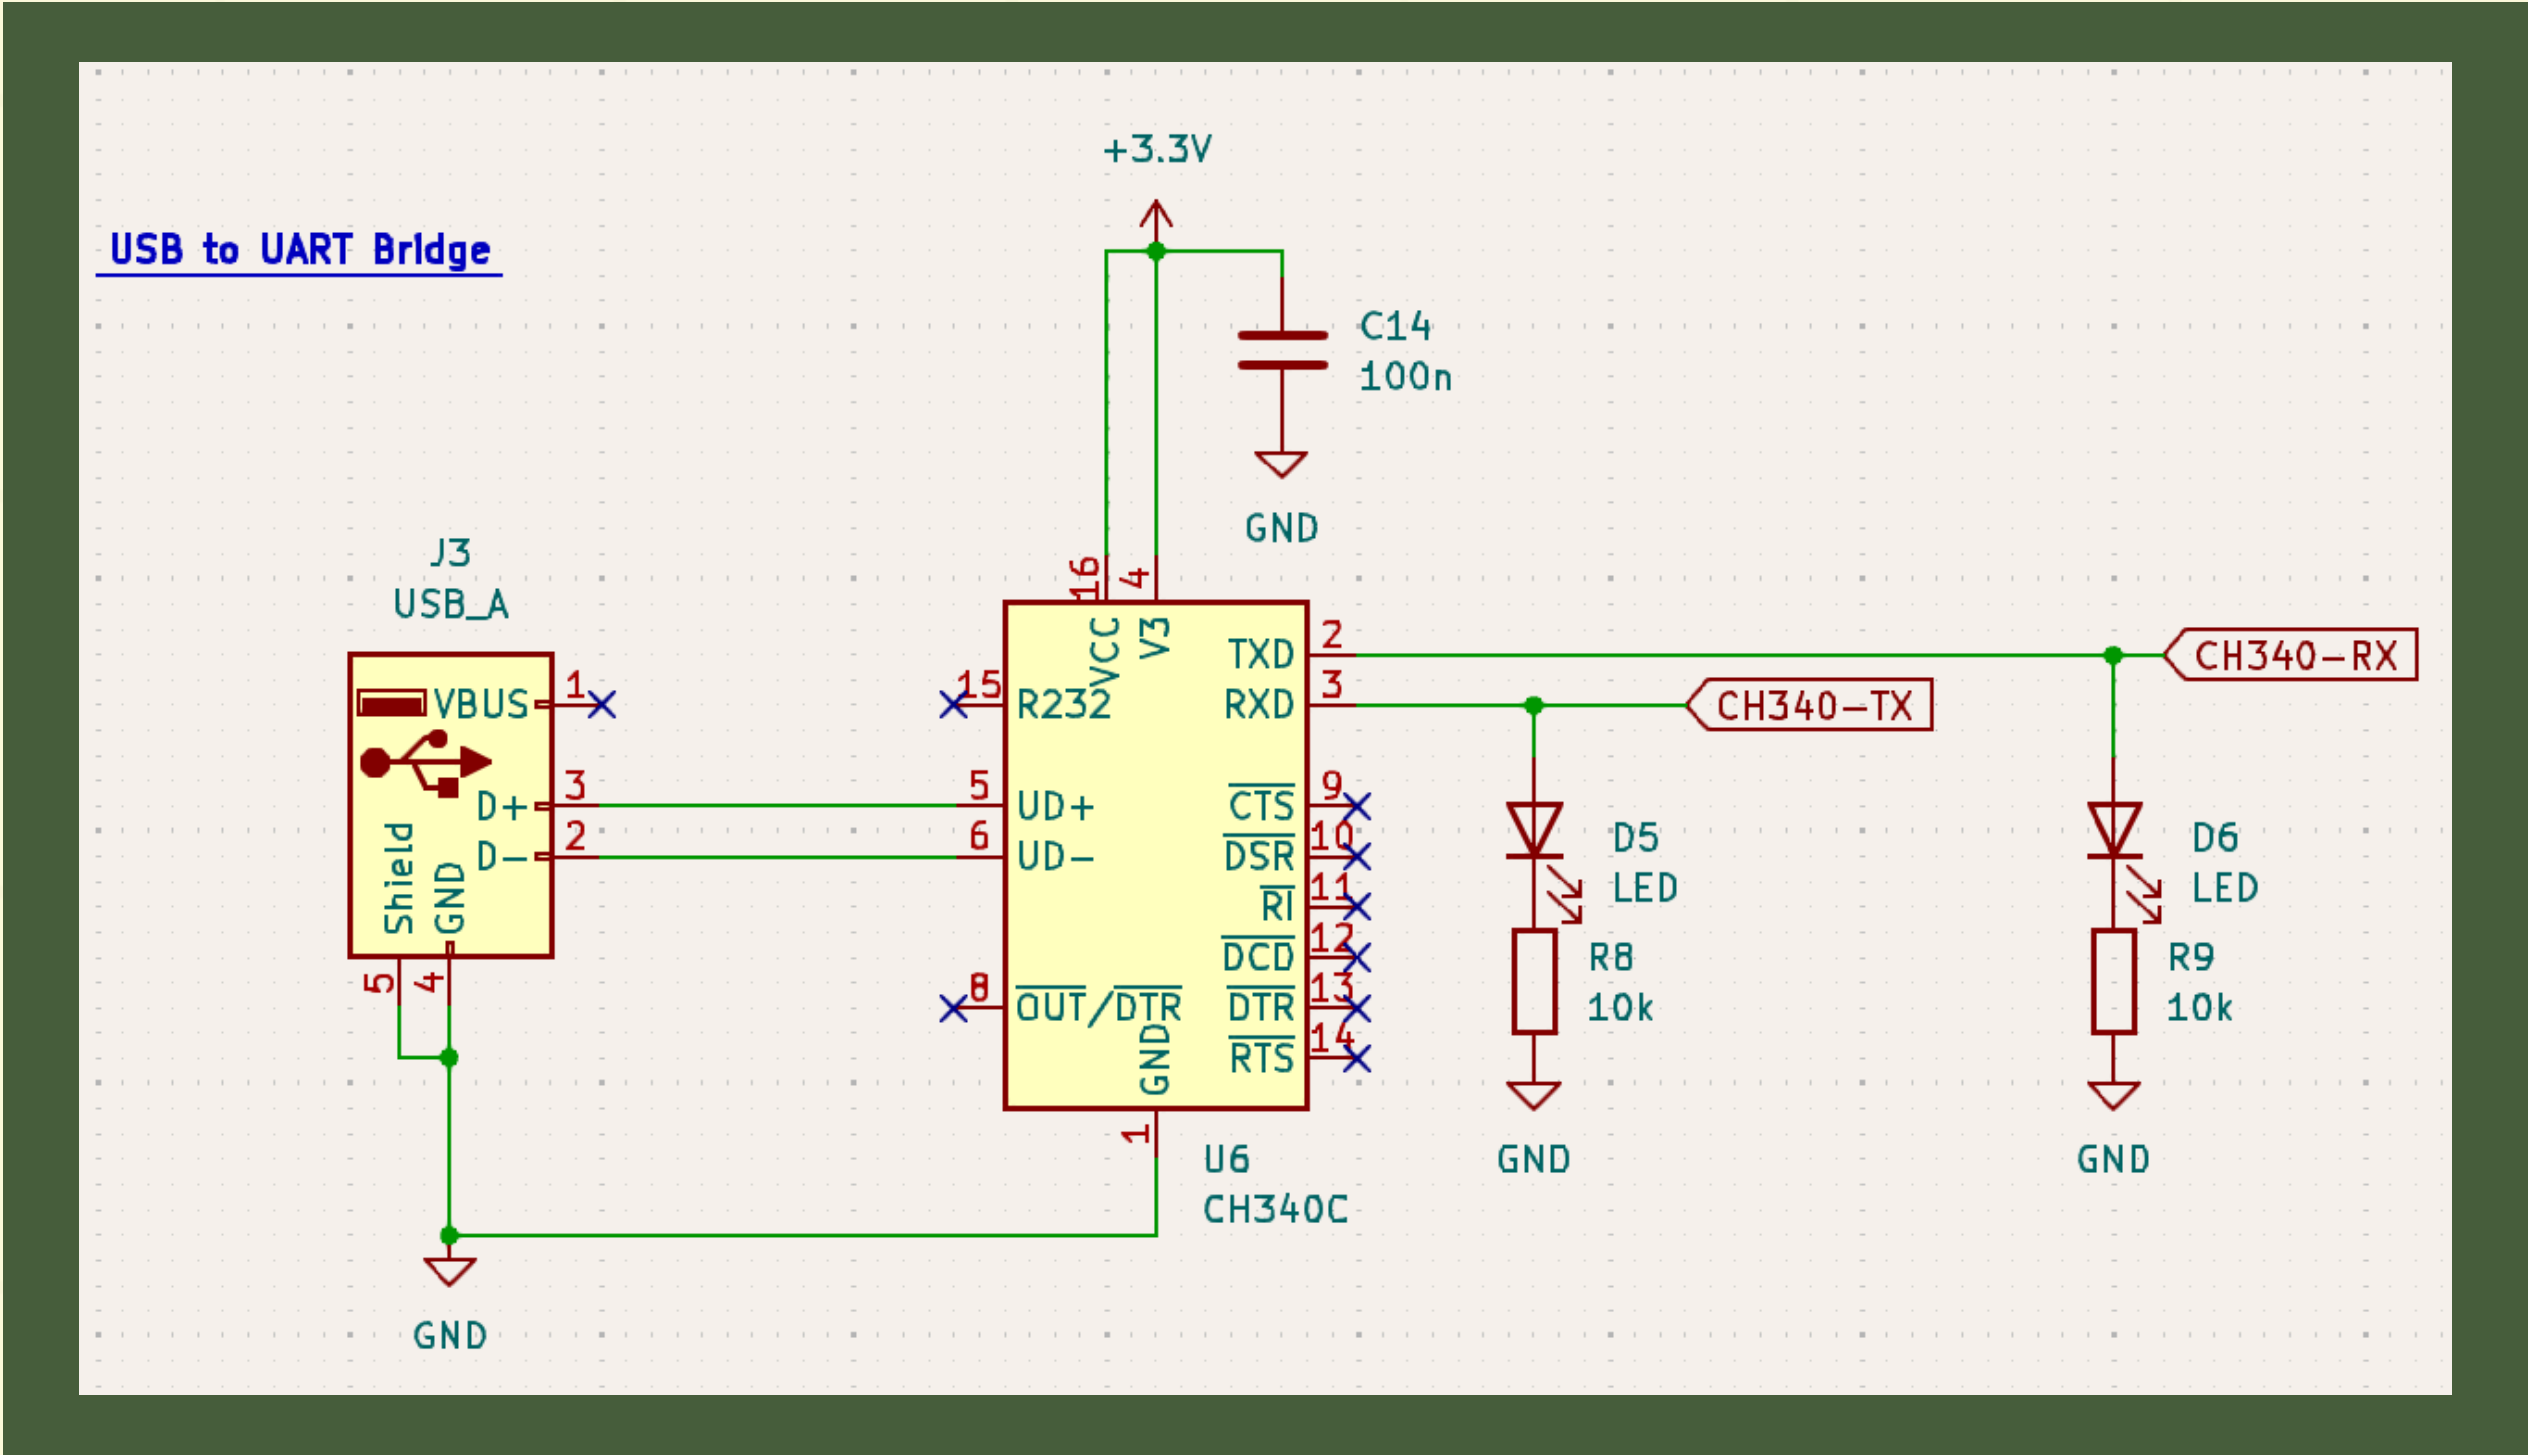 +3.3V
USB to UART Bridge
C14
100n
GND
J3
USB_A
16
4
VCC
V3
TXD
2
CH340-RX
VBUS
1
15
R232
RXD
3
CH340-TX
D+
3
5
UD+
CTS
9
D-
2
6
UD-
DSR
10
D5
LED
D6
LED
Shield
GND
RI
11
5
4
DCD
12
R8
10k
R9
10k
8
OUT/DTR
DTR
13
GND
RTS
14
1
U6
CH340C
GND
GND
GND